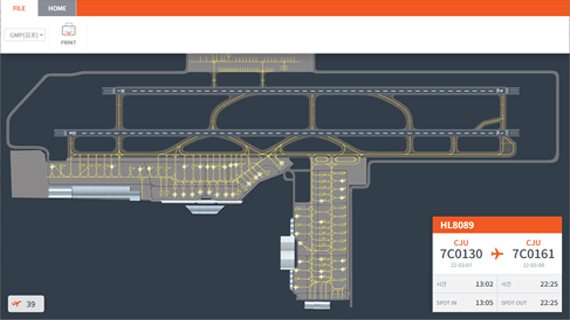 FILE
HOME
GMP(김포)
PRINT
HL8089
CJU
CJU
7C0130
7C0161
22-03-07
22-03-09
시간
13:02
시간
22:25
SPOT IN
13:05
SPOT OUT
22:25
39